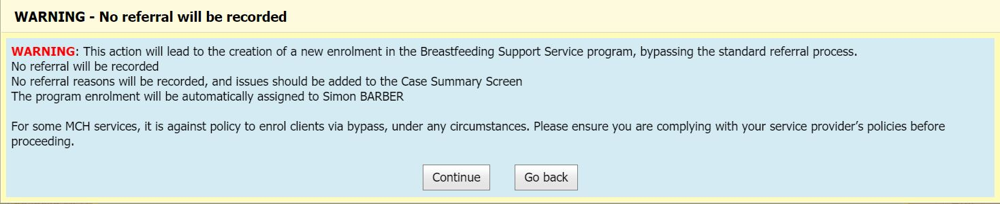 WARNING - No referral will be recorded
WARNING: This action will lead to the creation of a new enrolment in the Breastfeeding Support Service program, bypassing the standard referral process.
No referral will be recorded
No referral reasons will be recorded, and issues should be added to the Case Summary Screen
The program enrolment will be automatically assigned to Simon BARBER
For some MCH services, it is against policy to enrol clients via bypass, under any circumstances. Please ensure you are complying with your service provider’s policies before
proceeding.
Continue
Go back